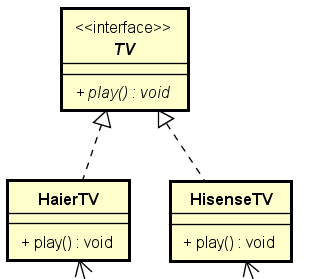 <<interface>>
TV
+ play() : void
HaierTV
+ play() : void
HisenseTV
+ play() : void